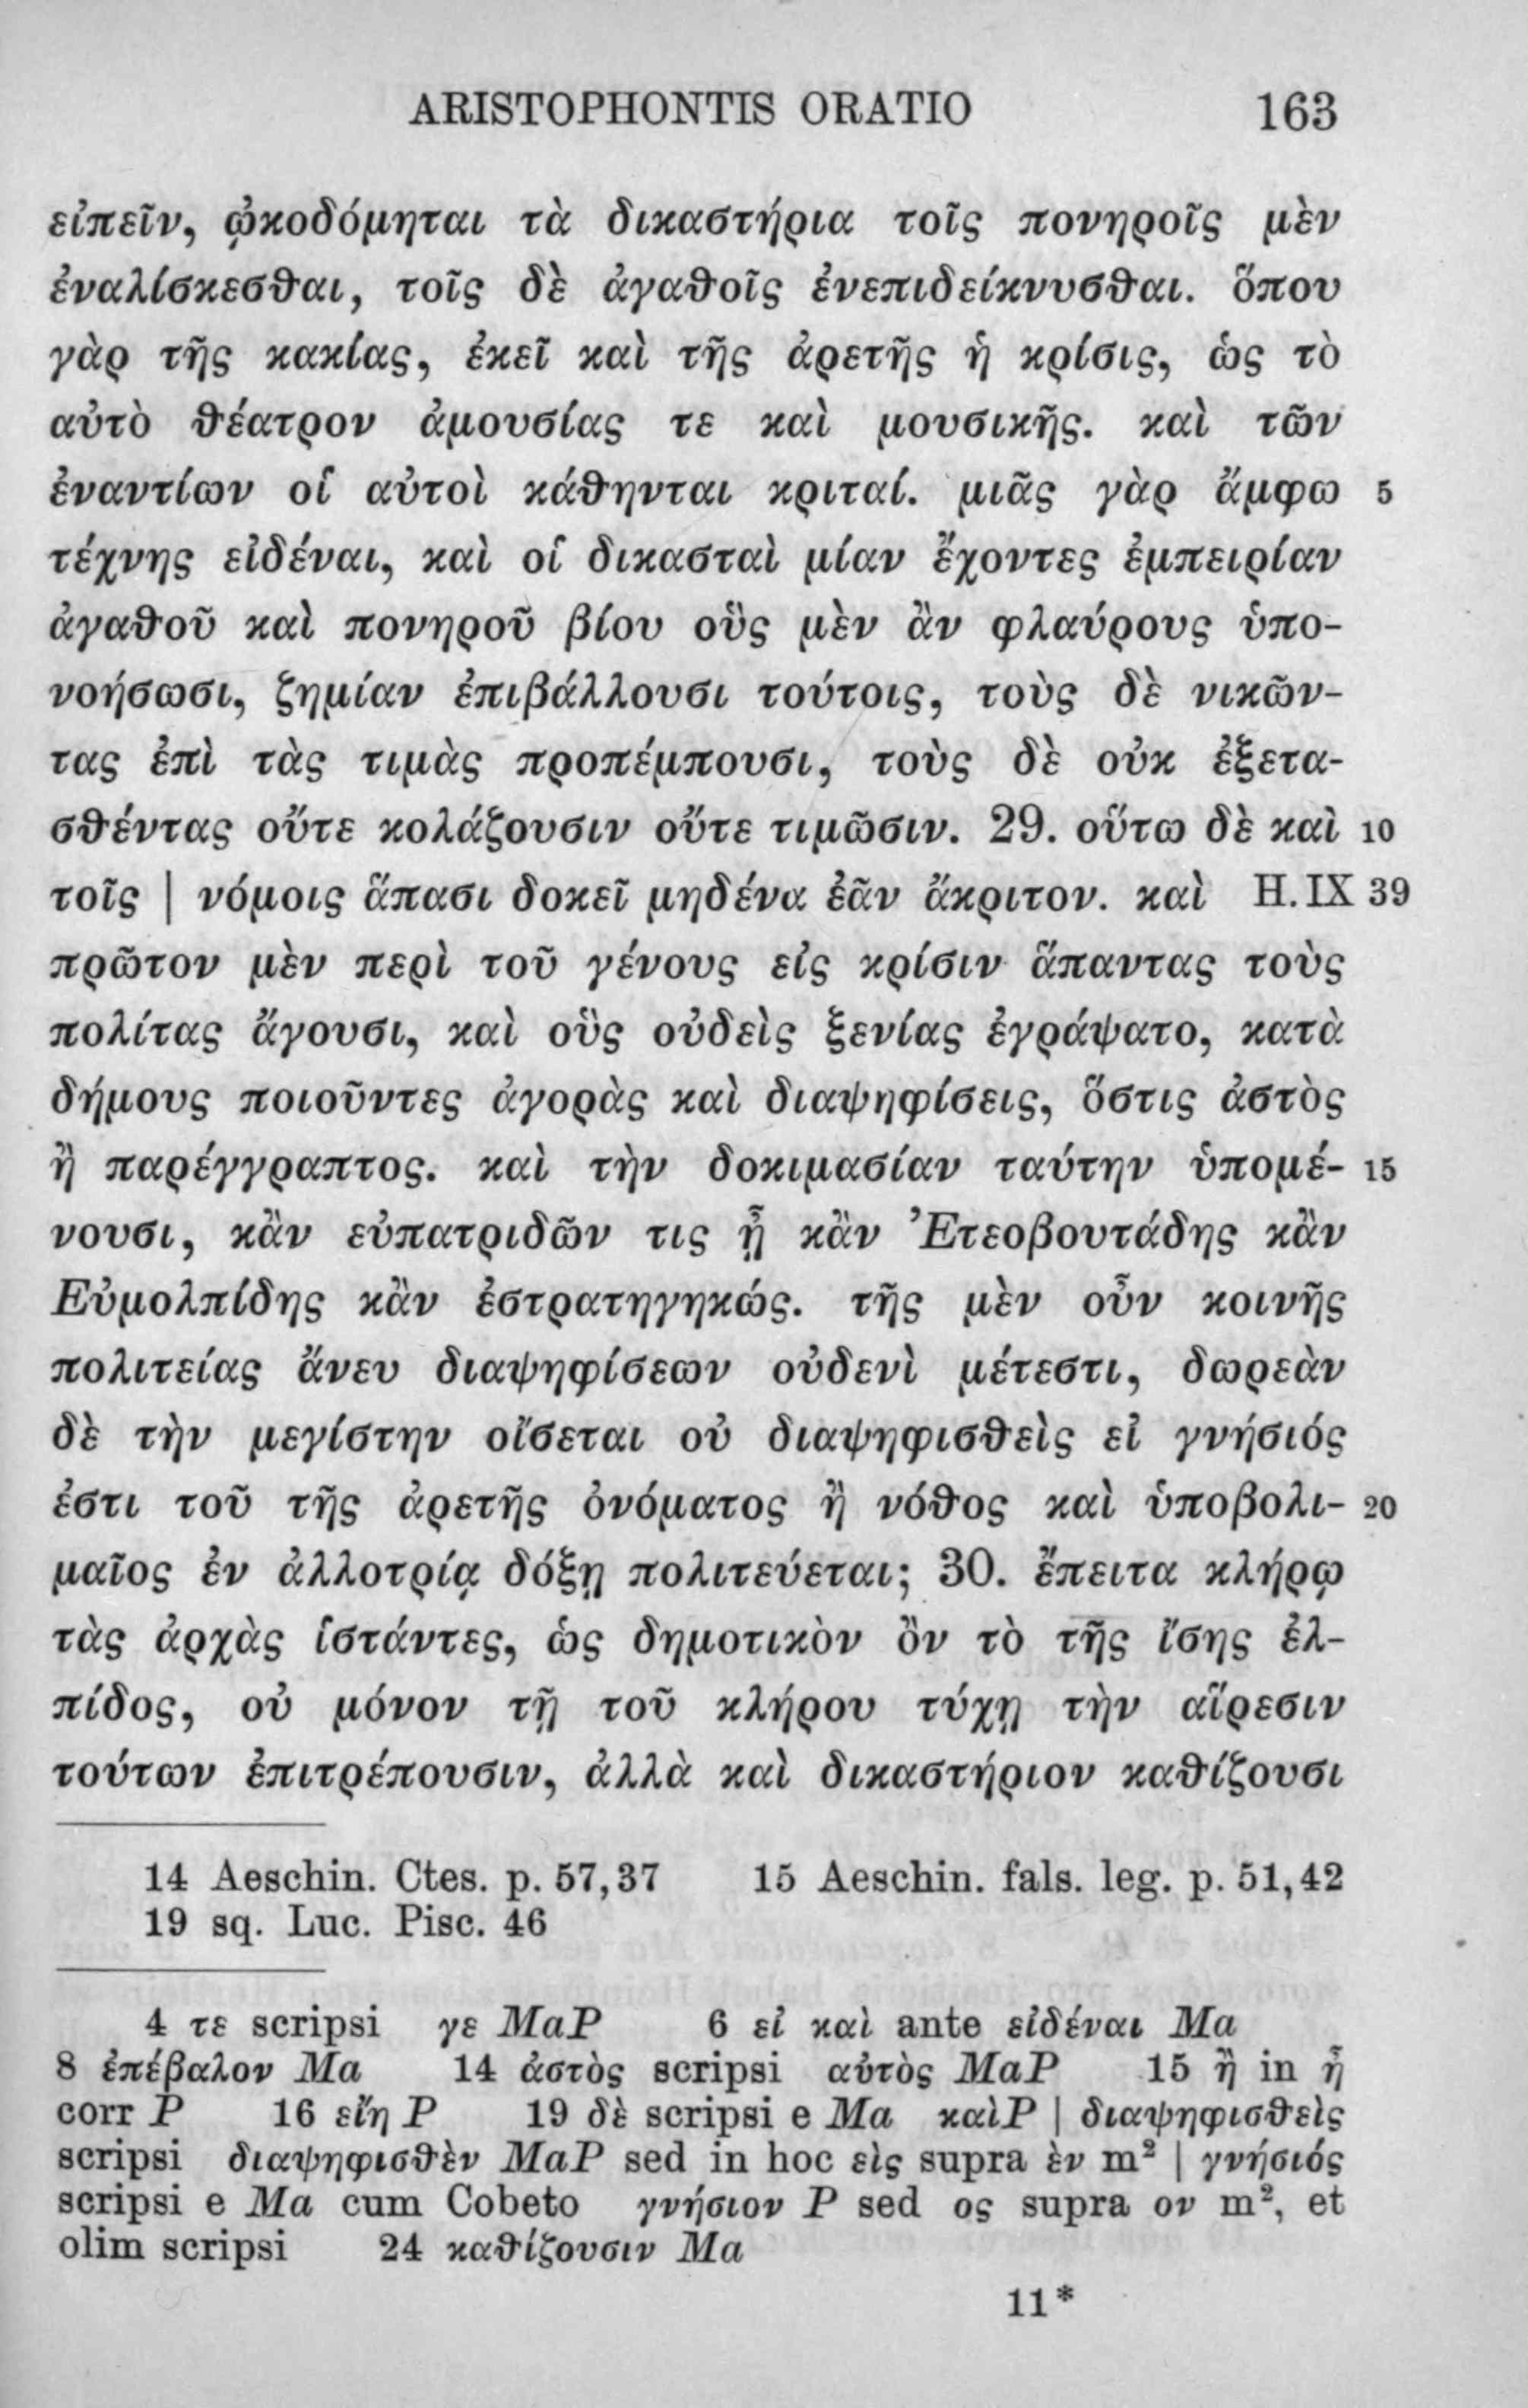 ARISTOPHONTIS ORATIO 163
εἰπεῖν, ᾠκοδόμηται τὰ δικαστήρια τοῖς πονηροῖς μὲν
ἐναλίσκεσθαι, τοῖς δὲ ἀγαθοῖς ἐνεπιδείκνυσθαι. ὅπου
γὰρ τῆς κακίας, ἐκεῖ καὶ τῆς ἀρετῆς ἡ κρίσις, ὡς τὸ
αὐτὸ θέατρον ἀμουσίας τε καὶ μουσικῆς. καὶ τῶν
ἐναντίων οἱ αὐτοὶ κάθηνται κριταί. μιᾶς γὰρ ἄμφω 5
τέχνης εἰδέναι, καὶ οἱ δικασταὶ μίαν ἔχοντες ἐμπειρίαν
ἀγαθοῦ καὶ πονηροῦ βίου οὓς μὲν ἂν φλαύρους ὑπο-
νοήσωσι, ζημίαν ἐπιβάλλουσι τούτοις, τοὺς δὲ νικῶν-
τας ἐπὶ τὰς τιμὰς προπέμπουσι, τοὺς δὲ οὐκ ἐξετα-
σθέντας οὔτε κολάζουσιν οὔτε τιμῶσιν. 29. οὕτω δὲ καὶ 10
τοῖς | νόμοις ἅπασι δοκεῖ μηδένα ἐᾶν ἄκριτον. καὶ H. IX 39
πρῶτον μὲν περὶ τοῦ γένους εἰς κρίσιν ἅπαντας τοὺς
πολίτας ἄγουσι, καὶ οὓς οὐδεὶς ξενίας ἐγράψατο, κατὰ
δήμους ποιοῦντες ἀγορὰς καὶ διαψηφίσεις, ὅστις ἀστὸς
ἢ παρέγγραπτος. καὶ τὴν δοκιμασίαν ταύτην ὑπομέ- 15
νουσι, κἂν εὐπατριδῶν τις ᾖ κἂν Ἐτεοβουτάδης κἂν
Εὐμολπίδης κἂν ἐστρατηγηκώς. τῆς μὲν οὖν κοινῆς
πολιτείας ἄνευ διαψηφίσεων οὐδενὶ μέτεστι, δωρεὰν
δὲ τὴν μεγίστην οἴσεται οὐ διαψηφισθεὶς εἰ γνήσιός
ἐστι τοῦ τῆς ἀρετῆς ὀνόματος ἢ νόθος καὶ ὑποβολι- 20
μαῖος ἐν ἀλλοτρίᾳ δόξῃ πολιτεύεται; 30. ἔπειτα κλήρῳ
τὰς ἀρχὰς ἱστάντες, ὡς δημοτικὸν ὂν τὸ τῆς ἴσης ἐλ-
πίδος, οὐ μόνον τῇ τοῦ κλήρου τύχῃ τὴν αἵρεσιν
τούτων ἐπιτρέπουσιν, ἀλλὰ καὶ δικαστήριον καθίζουσι
14 Aeschin. Ctes. p. 57,37 15 Aeschin. fals. leg. p. 51,42
19 sq. Luc. Pisc. 46
4 τε scripsi γε MaP 6 εἰ καὶ ante εἰδέναι Ma
8 ἐπέβαλον Ma 14 ἀστὸς scripsi αὐτὸς MaP 15 ἢ in ἦ
corr P 16 εἴη P 19 δὲ scripsi e Ma καὶ P | διαψηφισθεὶς
scripsi διαψηφισθὲν MaP sed in hoc εὶς supra ὲν m² | γνήσιός
scripsi e Ma cum Cobeto γνήσιον P sed ος supra ον m², et
olim scripsi 24 καθίζουσιν Ma
11*